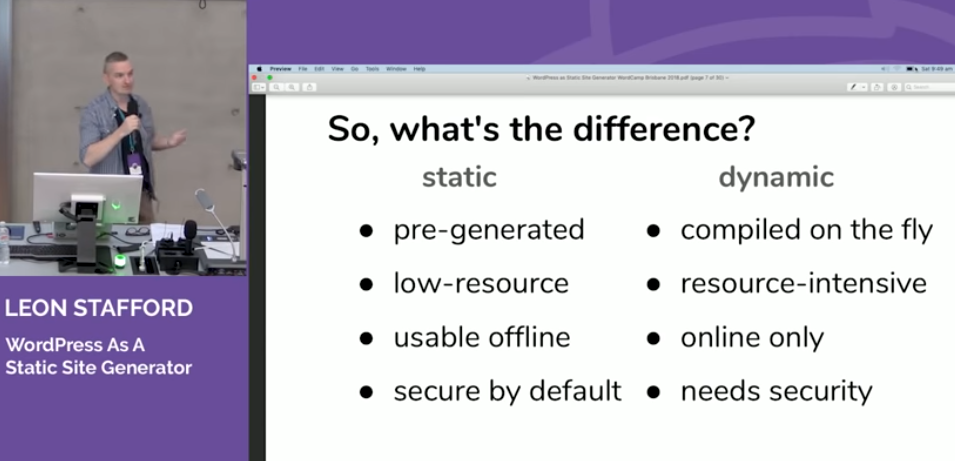 Preview File Edit View Go Tools Window Help
Sat 9:49 am
WordPress as Static Site Generator WordCamp Brisbane 2018.pdf (page 7 of 30)
Search
So, what's the difference?
static
dynamic
● pre-generated
● compiled on the fly
● low-resource
● resource-intensive
● usable offline
● online only
● secure by default
● needs security
LEON STAFFORD
WordPress As A
Static Site Generator